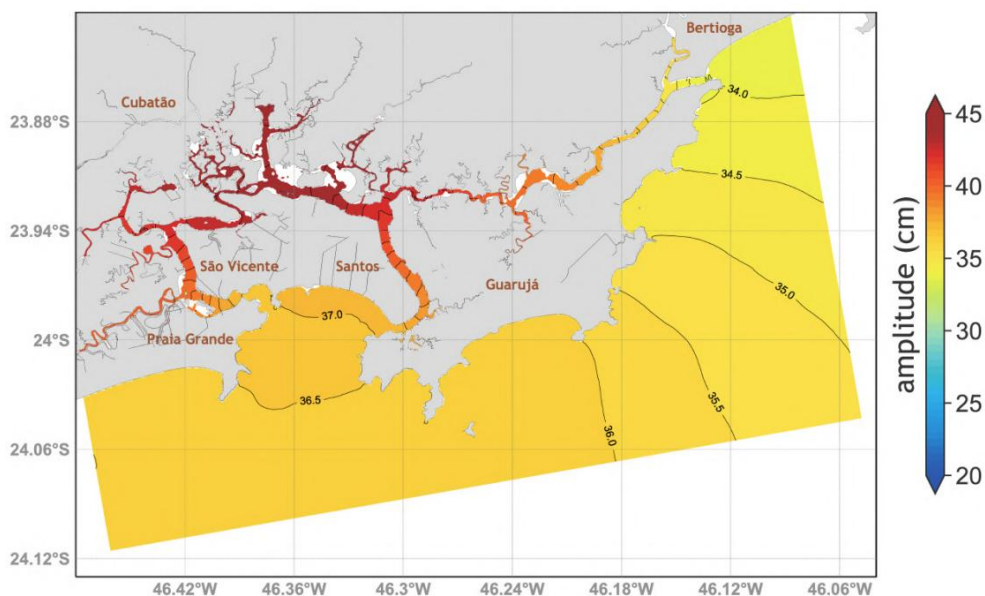 Bertioga
34.0
45
Cubatão
23.88°S
40
34.5
23.94°S
São Vicente
Santos
Guarujá
35.0
35
37.0
24°S
Praia Grande
30
36.5
35.5
25
36.0
24.06°S
20
24.12°S
46.42°W
46.36°W
46.3°W
46.24°W
46.18°W
46.12°W
46.06°W
amplitude (cm)